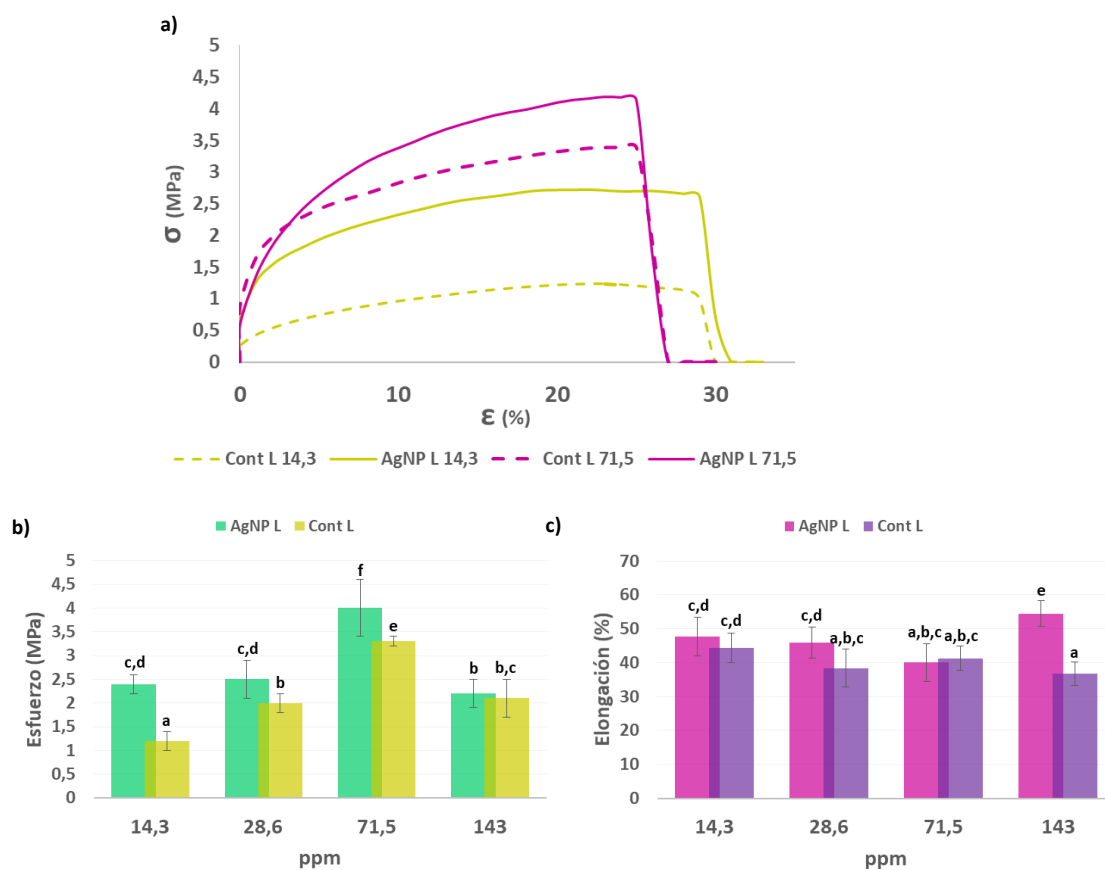 a)
5
4,5
4
3,5
3
2,5
2
1,5
1
0,5
0
σ (MPa)
0 10 20 30
ε (%)
Cont L 14,3 AgNP L 14,3 Cont L 71,5 AgNP L 71,5
b)
AgNP L Cont L
5
4,5
4
3,5
3
2,5
2
1,5
1
0,5
0
Esfuerzo (MPa)
c,d a c,d b f e b b,c
14,3 28,6 71,5 143
ppm
c)
AgNP L Cont L
70
60
50
40
30
20
10
0
Elongación (%)
c,d c,d c,d a,b,c a,b,c a,b,c e a
14,3 28,6 71,5 143
ppm